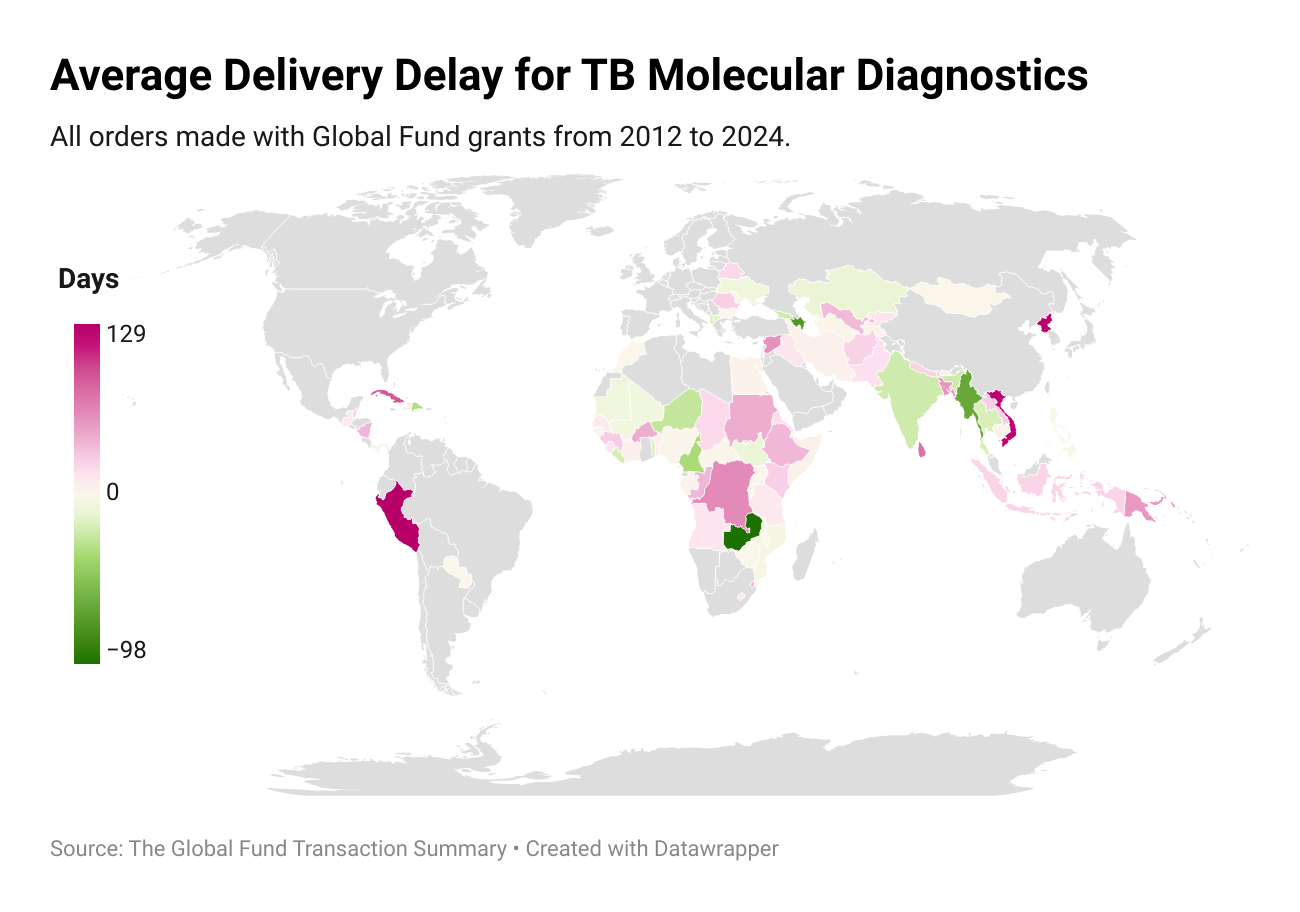 Average Delivery Delay for TB Molecular Diagnostics
All orders made with Global Fund grants from 2012 to 2024.
Days
129
0
−98
Source: The Global Fund Transaction Summary • Created with Datawrapper